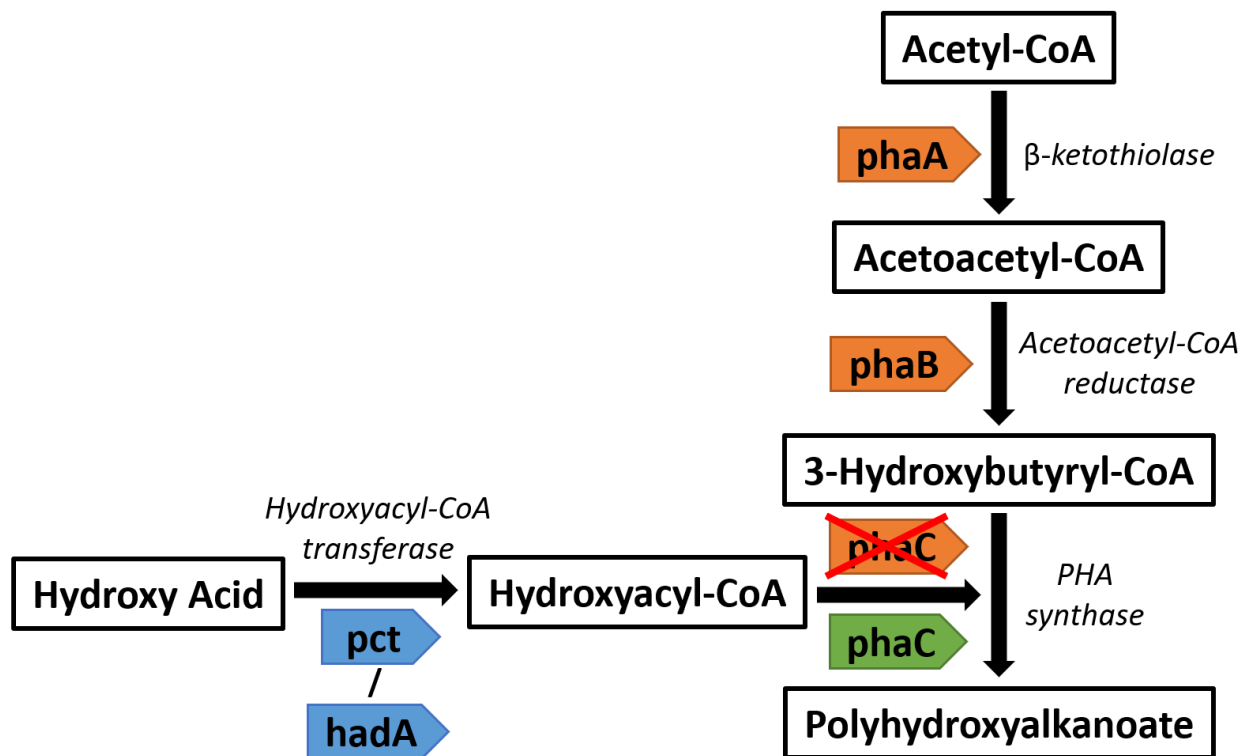 Acetyl-CoA
phaA
β-ketothiolase
Acetoacetyl-CoA
phaB
Acetoacetyl-CoA
reductase
3-Hydroxybutyryl-CoA
Hydroxyacyl-CoA
transferase
Hydroxy Acid
pct
/
hadA
Hydroxyacyl-CoA
phaC
phaC
PHA
synthase
Polyhydroxyalkanoate